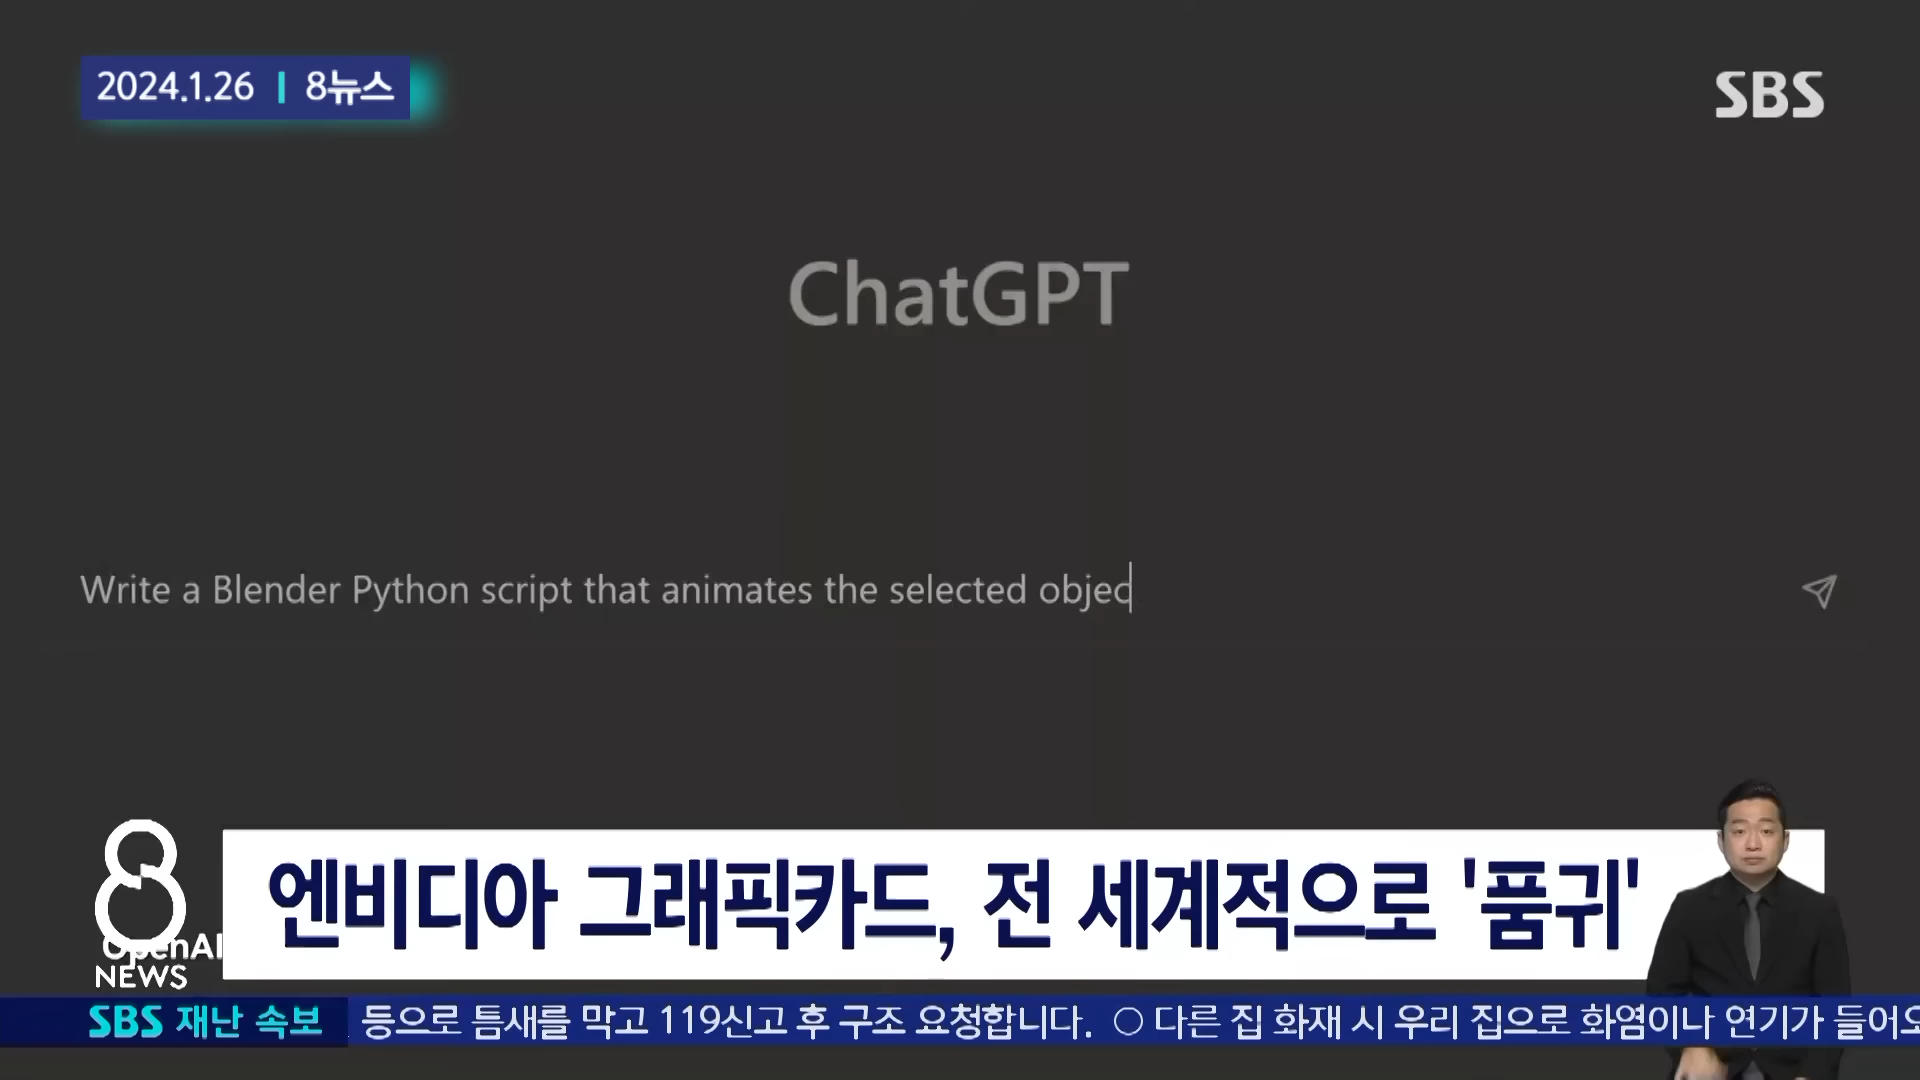 2024.1.26 | 8뉴스
SBS
ChatGPT
Write a Blender Python script that animates the selected objec
8
엔비디아 그래픽카드, 전 세계적으로 '품귀'
OpenAI
NEWS
SBS 재난 속보
등으로 틈새를 막고 119신고 후 구조 요청합니다. ○ 다른 집 화재 시 우리 집으로 화염이나 연기가 들어오